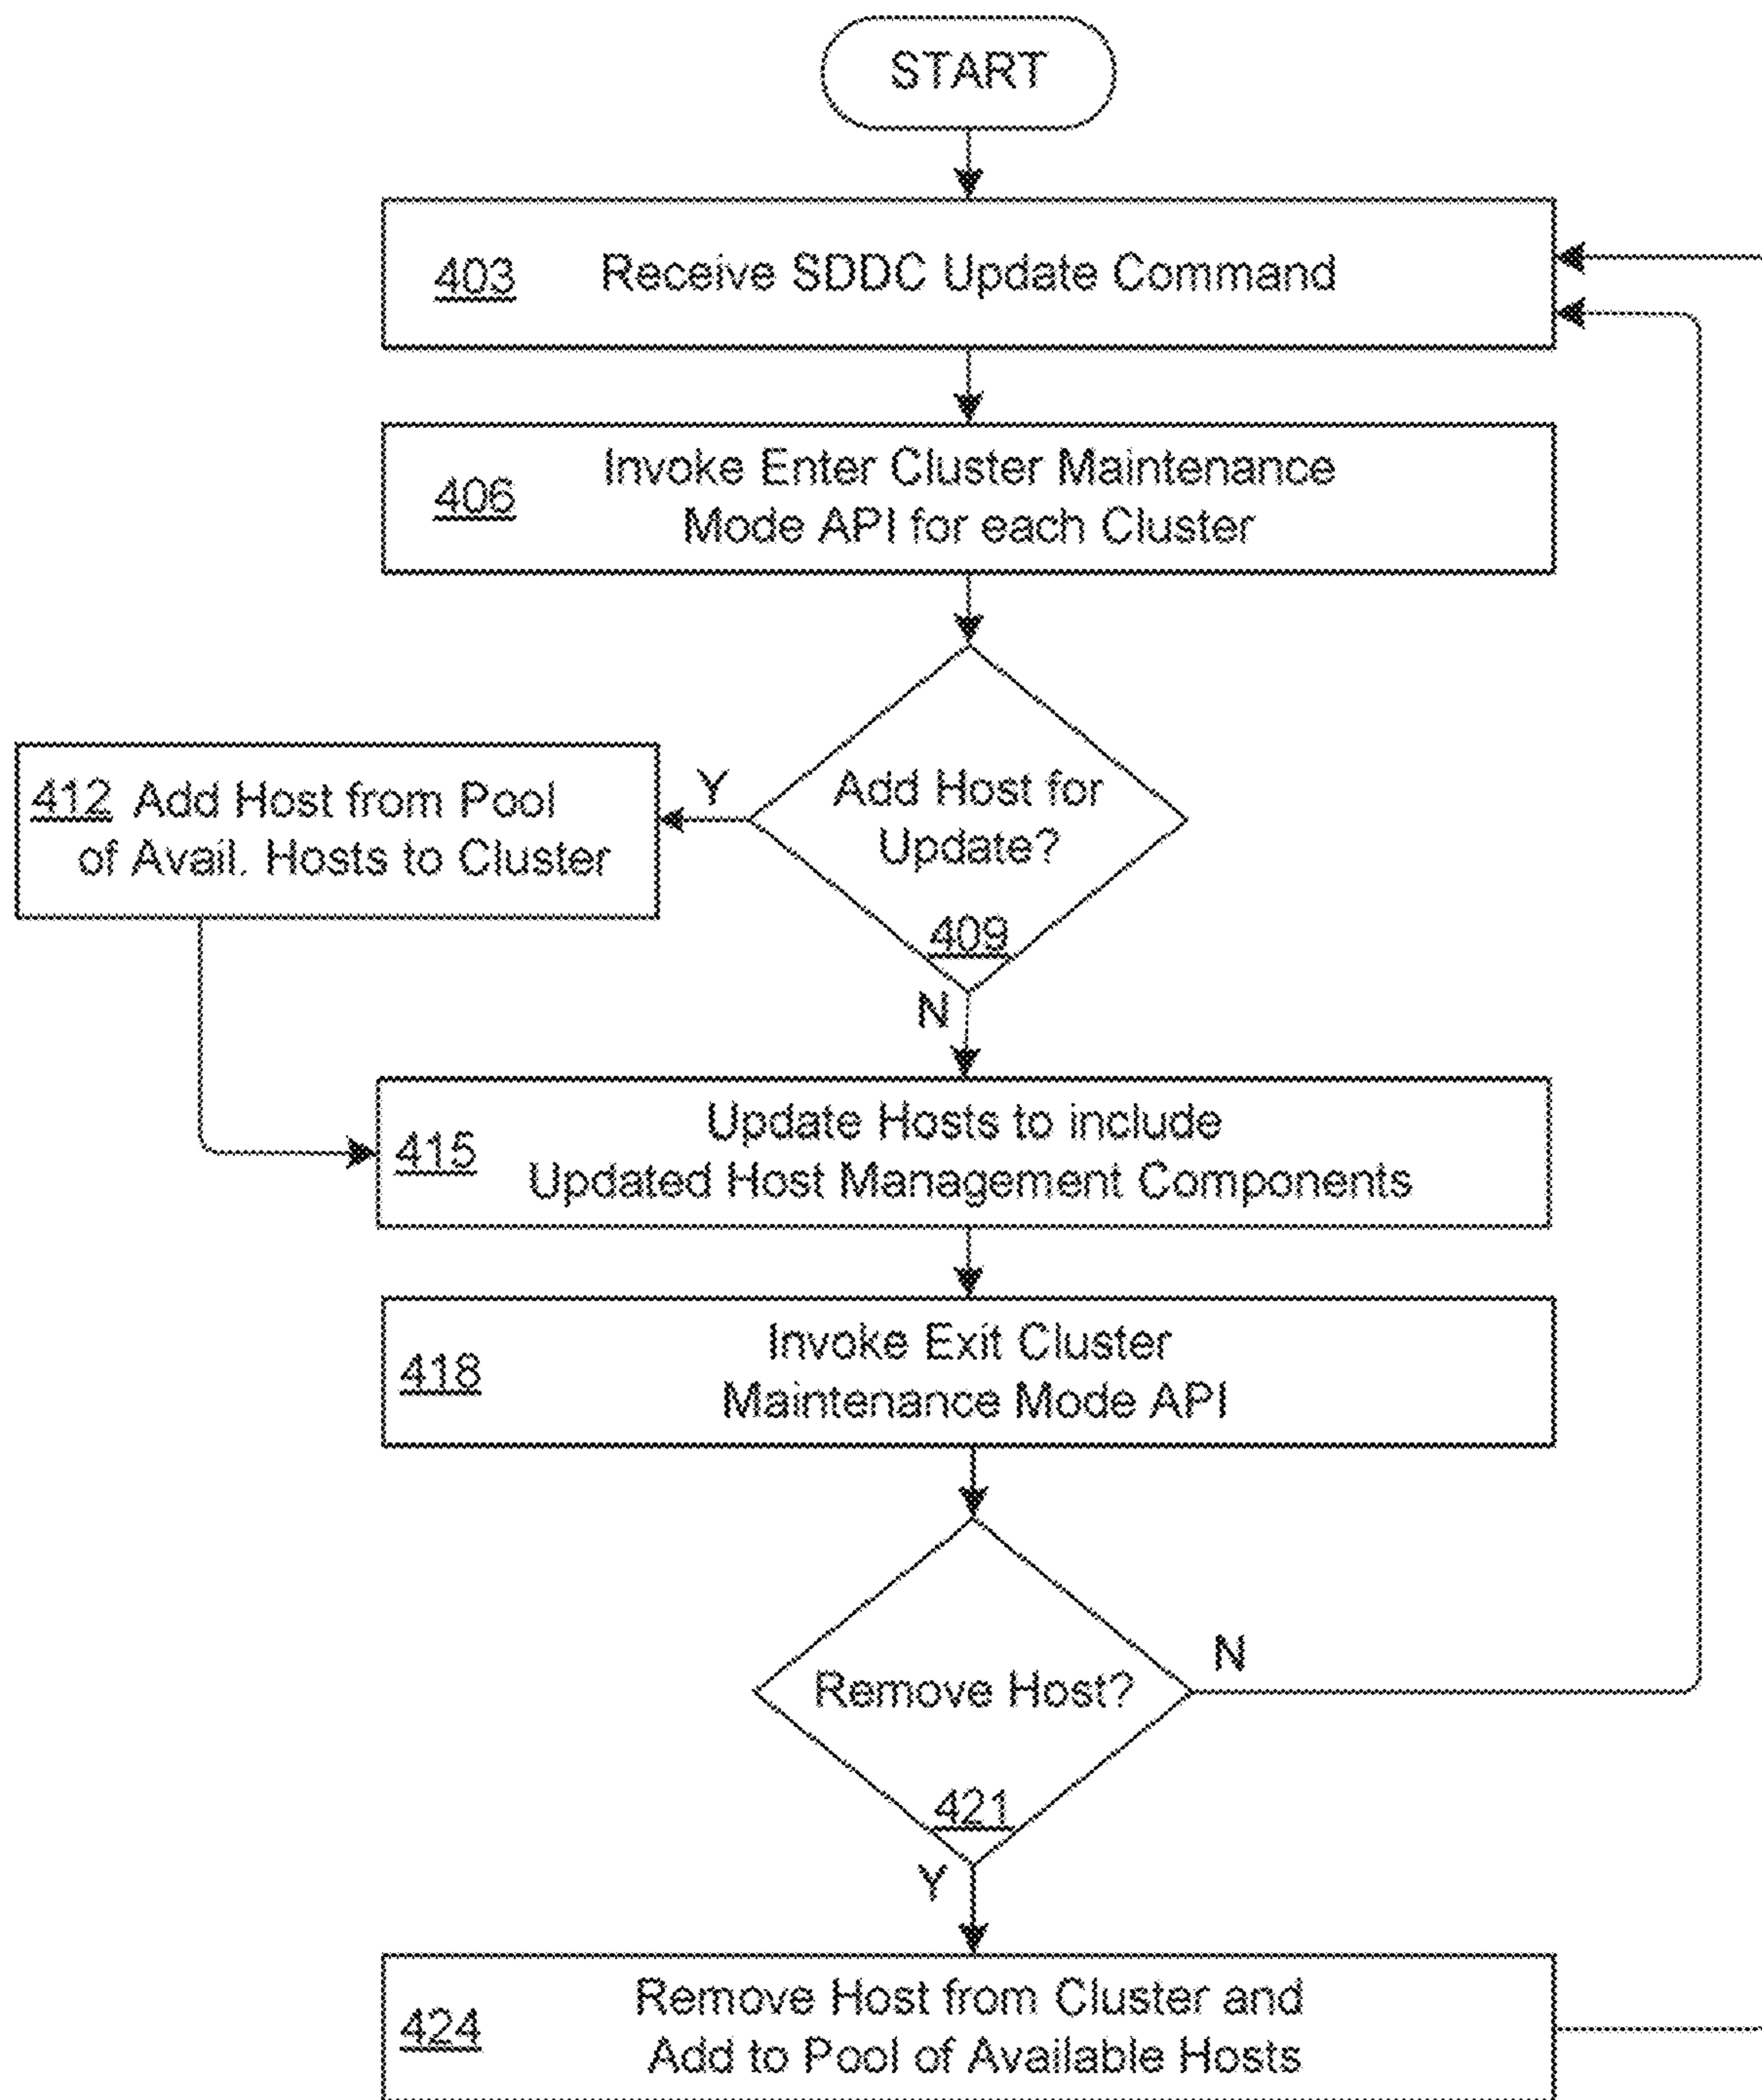 START
403 Receive SDDC Update Command
406 Invoke Enter Cluster Maintenance
Mode API for each Cluster
Add Host for
Update?
409
Y
N
412 Add Host from Pool
of Avail. Hosts to Cluster
415 Update Hosts to include
Updated Host Management Components
418 Invoke Exit Cluster
Maintenance Mode API
Remove Host?
421
N
Y
424 Remove Host from Cluster and
Add to Pool of Available Hosts